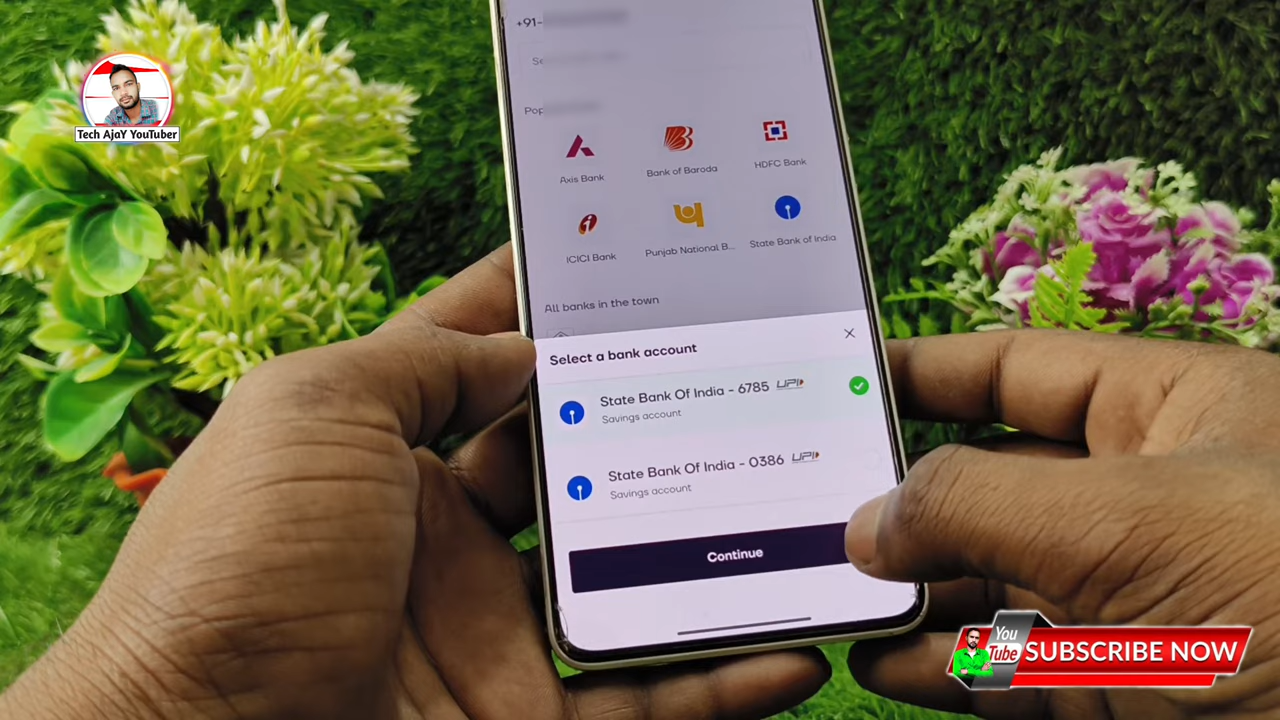 +91-
Tech AjaY YouTuber
Axis Bank
Bank of Baroda
HDFC Bank
ICICI Bank
Punjab National B...
State Bank of India
All banks in the town
Select a bank account
State Bank Of India - 6785 UPI
Savings account
State Bank Of India - 0386 UPI
Savings account
Continue
You
Tube
SUBSCRIBE NOW